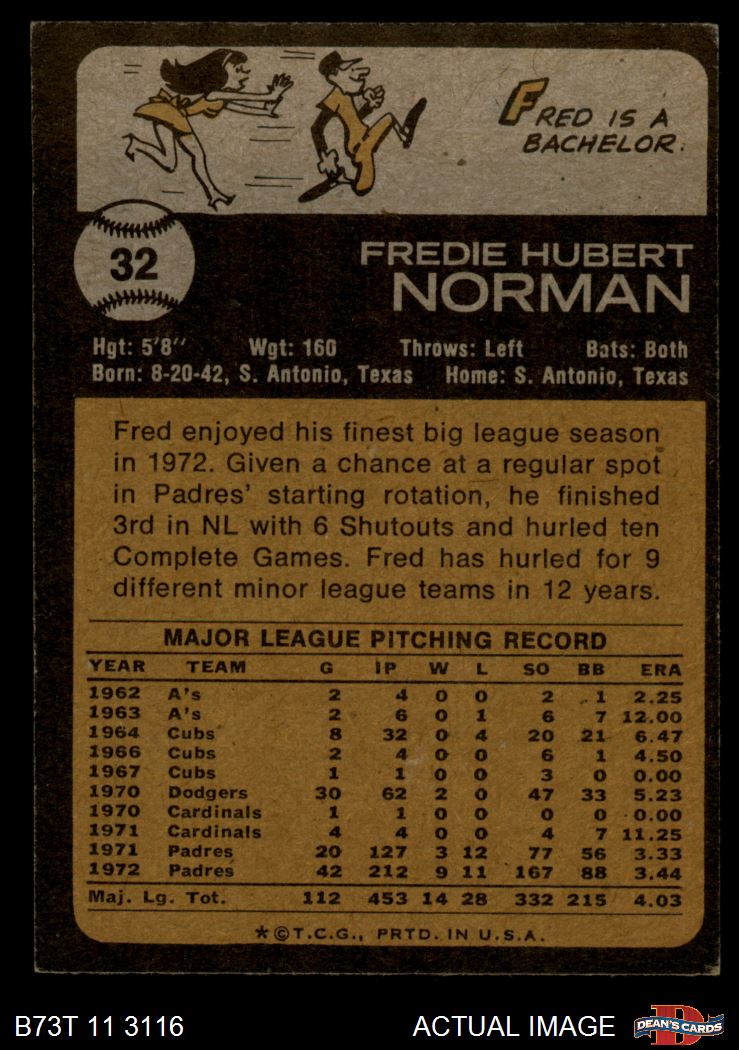 FRED IS A
BACHELOR.
32
FREDIE HUBERT
NORMAN
Hgt: 5'8" Wgt: 160 Throws: Left Bats: Both
Born: 8-20-42, S. Antonio, Texas Home: S. Antonio, Texas
Fred enjoyed his finest big league season
in 1972. Given a chance at a regular spot
in Padres' starting rotation, he finished
3rd in NL with 6 Shutouts and hurled ten
Complete Games. Fred has hurled for 9
different minor league teams in 12 years.
MAJOR LEAGUE PITCHING RECORD
YEAR TEAM G IP W L SO BB ERA
1962 A's 2 4 0 0 2 1 2.25
1963 A's 2 6 0 1 6 7 12.00
1964 Cubs 8 32 0 4 20 21 6.47
1966 Cubs 2 4 0 0 6 1 4.50
1967 Cubs 1 1 0 0 3 0 0.00
1970 Dodgers 30 62 2 0 47 33 5.23
1970 Cardinals 1 1 0 0 0 0 0.00
1971 Cardinals 4 4 0 0 4 7 11.25
1971 Padres 20 127 3 12 77 56 3.33
1972 Padres 42 212 9 11 167 88 3.44
Maj. Lg. Tot. 112 453 14 28 332 215 4.03
*©T.C.G., PRTD. IN U.S.A.
B73T 11 3116 ACTUAL IMAGE D DEAN'S CARDS